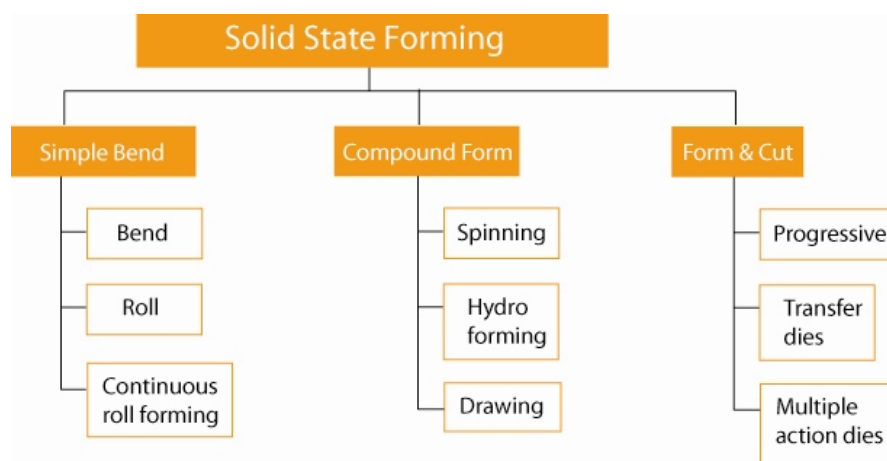 Solid State Forming
Simple Bend
Bend
Roll
Continuous
roll forming
Compound Form
Spinning
Hydro
forming
Drawing
Form & Cut
Progressive
Transfer
dies
Multiple
action dies